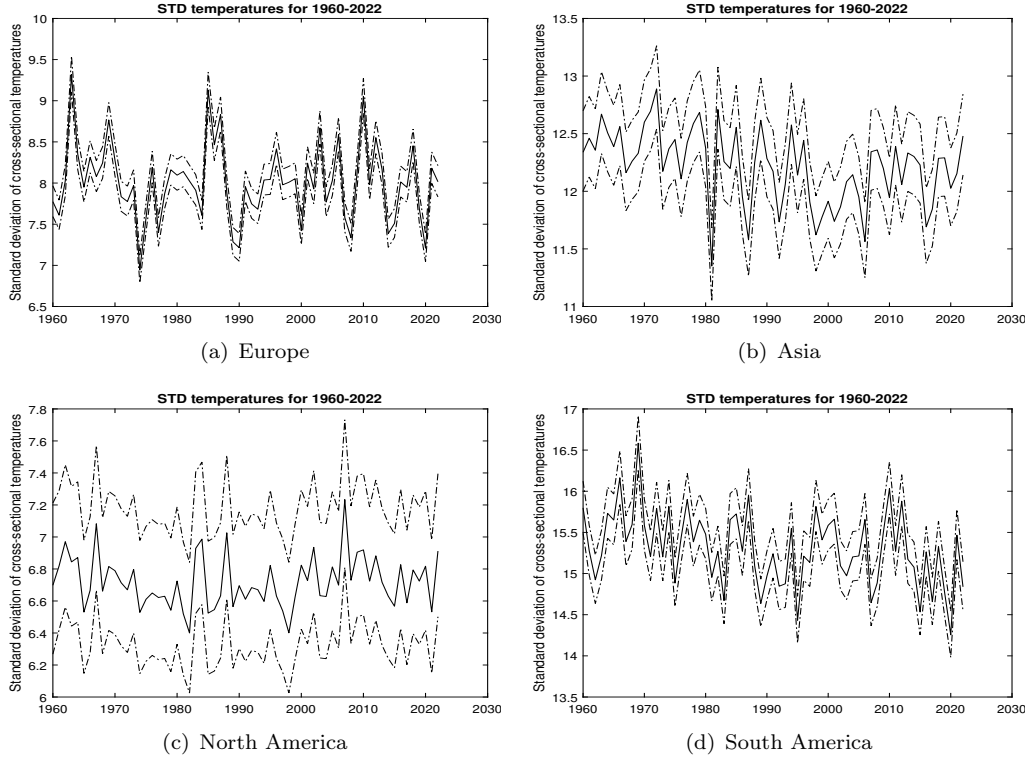 STD temperatures for 1960-2022
Standard deviation of cross-sectional temperatures
10
9.5
9
8.5
8
7.5
7
6.5
1960 1970 1980 1990 2000 2010 2020 2030
(a) Europe
STD temperatures for 1960-2022
Standard deviation of cross-sectional temperatures
13.5
13
12.5
12
11.5
11
1960 1970 1980 1990 2000 2010 2020 2030
(b) Asia
STD temperatures for 1960-2022
Standard deviation of cross-sectional temperatures
7.8
7.6
7.4
7.2
7
6.8
6.6
6.4
6.2
6
1960 1970 1980 1990 2000 2010 2020 2030
(c) North America
STD temperatures for 1960-2022
Standard deviation of cross-sectional temperatures
17
16.5
16
15.5
15
14.5
14
13.5
1960 1970 1980 1990 2000 2010 2020 2030
(d) South America